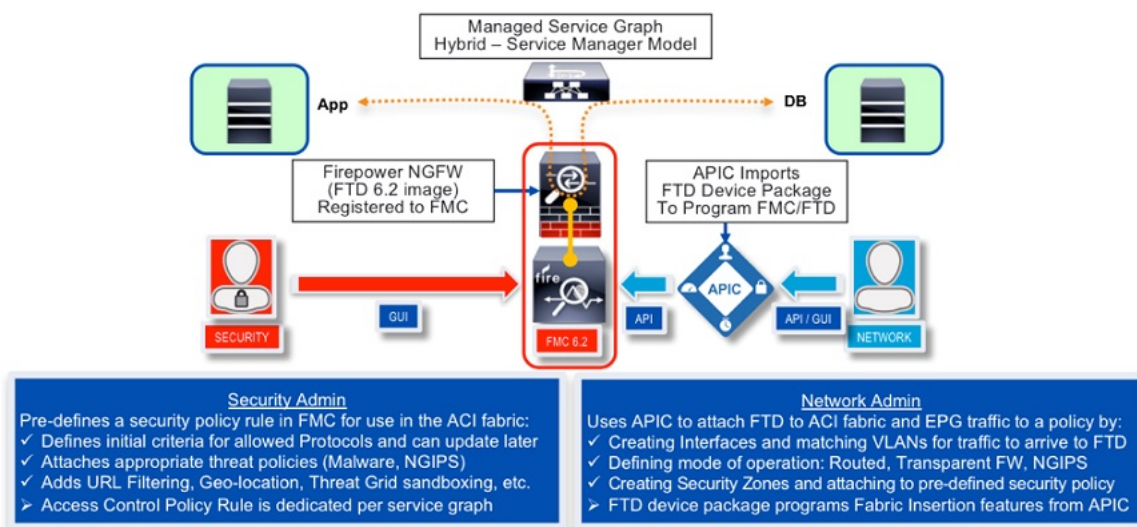 Managed Service Graph
Hybrid – Service Manager Model
App
DB
Firepower NGFW
(FTD 6.2 image)
Registered to FMC
APIC Imports
FTD Device Package
To Program FMC/FTD
fire
APIC
GUI
API
API / GUI
SECURITY
FMC 6.2
NETWORK
Security Admin
Pre-defines a security policy rule in FMC for use in the ACI fabric:
✓ Defines initial criteria for allowed Protocols and can update later
✓ Attaches appropriate threat policies (Malware, NGIPS)
✓ Adds URL Filtering, Geo-location, Threat Grid sandboxing, etc.
➢ Access Control Policy Rule is dedicated per service graph
Network Admin
Uses APIC to attach FTD to ACI fabric and EPG traffic to a policy by:
✓ Creating Interfaces and matching VLANs for traffic to arrive to FTD
✓ Defining mode of operation: Routed, Transparent FW, NGIPS
✓ Creating Security Zones and attaching to pre-defined security policy
➢ FTD device package programs Fabric Insertion features from APIC